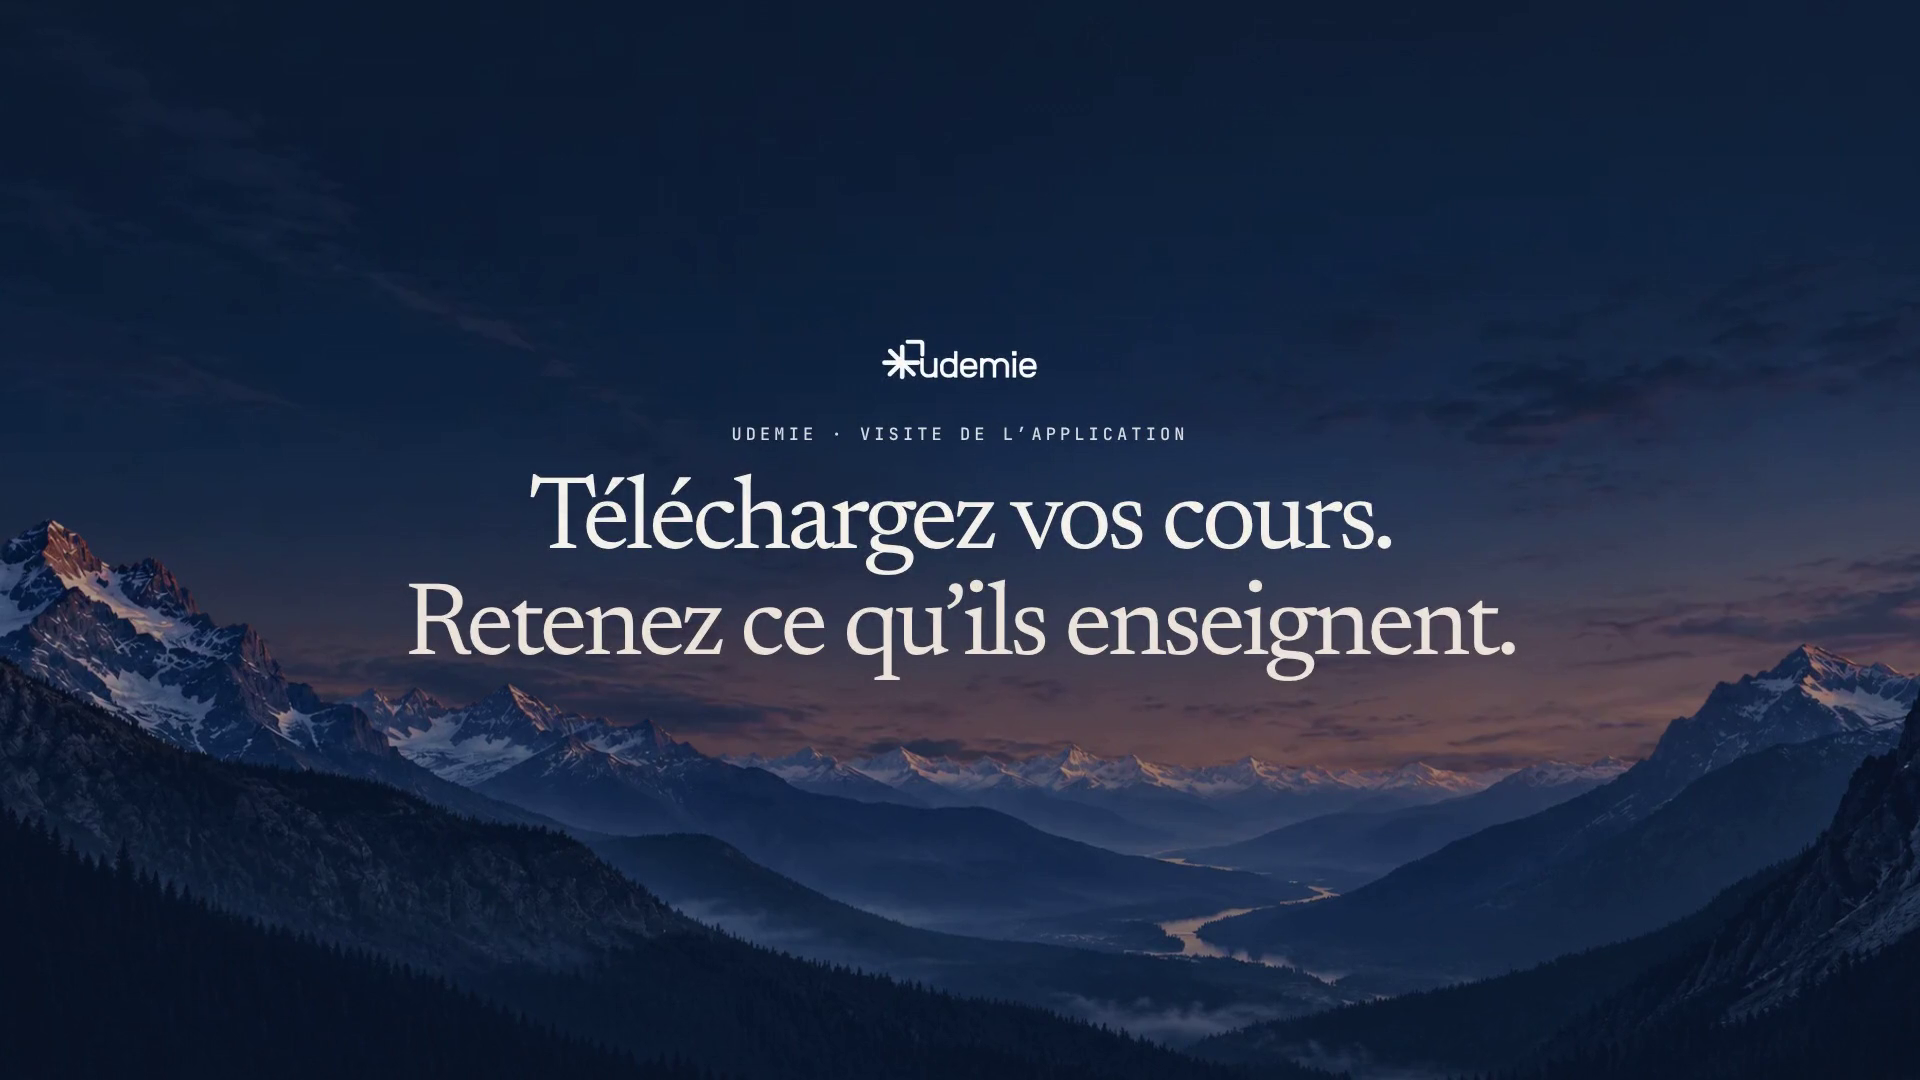 udemie
UDEMIE · VISITE DE L’APPLICATION
Téléchargez vos cours.
Retenez ce qu’ils enseignent.